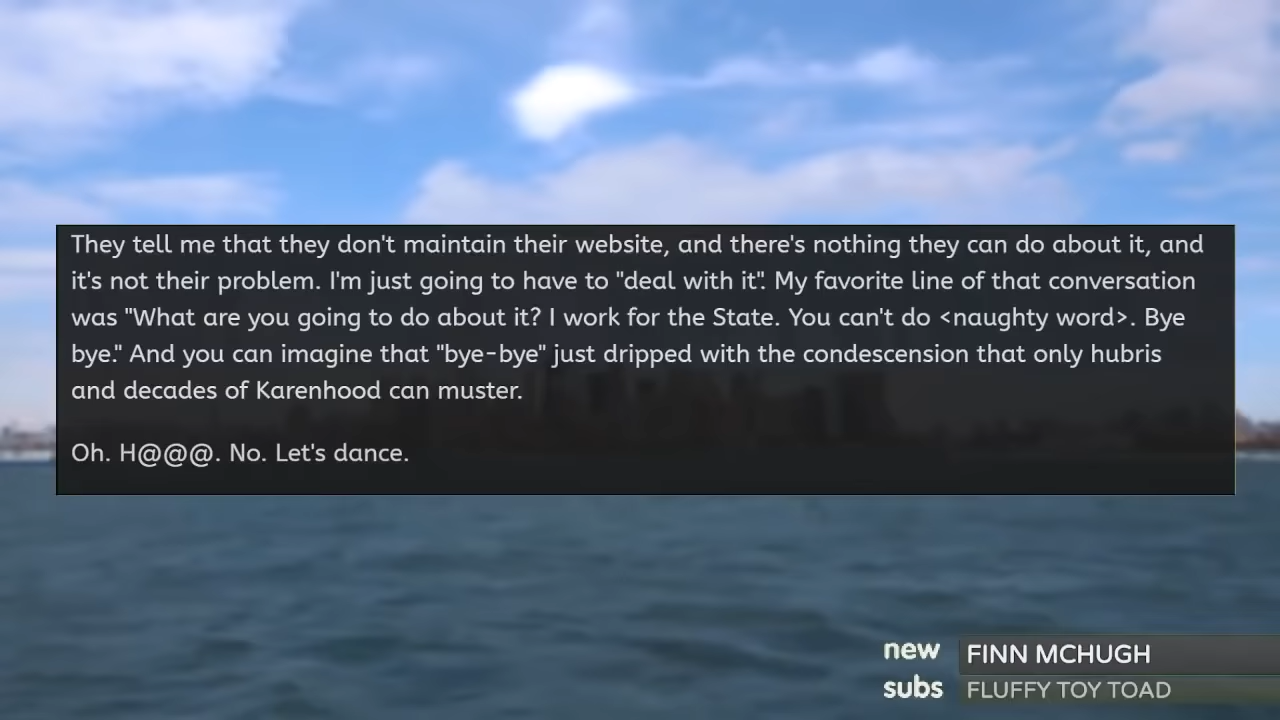 They tell me that they don't maintain their website, and there's nothing they can do about it, and
it's not their problem. I'm just going to have to "deal with it". My favorite line of that conversation
was "What are you going to do about it? I work for the State. You can't do <naughty word>. Bye
bye." And you can imagine that "bye-bye" just dripped with the condescension that only hubris
and decades of Karenhood can muster.
Oh. H@@@. No. Let's dance.
new
subs
FINN MCHUGH
FLUFFY TOY TOAD